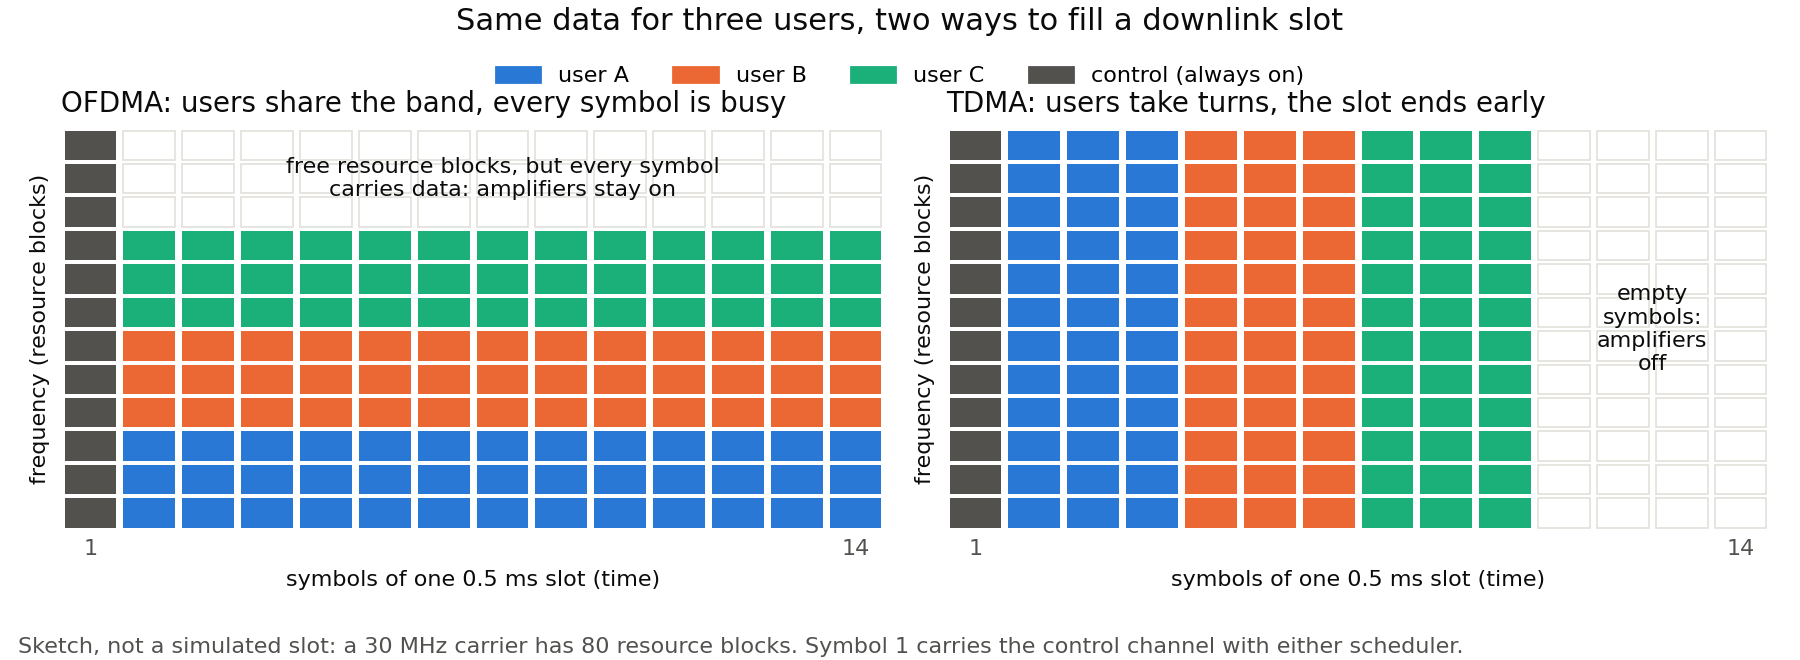 Same data for three users, two ways to fill a downlink slot
user A
user B
user C
control (always on)
OFDMA: users share the band, every symbol is busy
frequency (resource blocks)
free resource blocks, but every symbol
carries data: amplifiers stay on
1
14
symbols of one 0.5 ms slot (time)
TDMA: users take turns, the slot ends early
frequency (resource blocks)
empty
symbols:
amplifiers
off
1
14
symbols of one 0.5 ms slot (time)
Sketch, not a simulated slot: a 30 MHz carrier has 80 resource blocks. Symbol 1 carries the control channel with either scheduler.